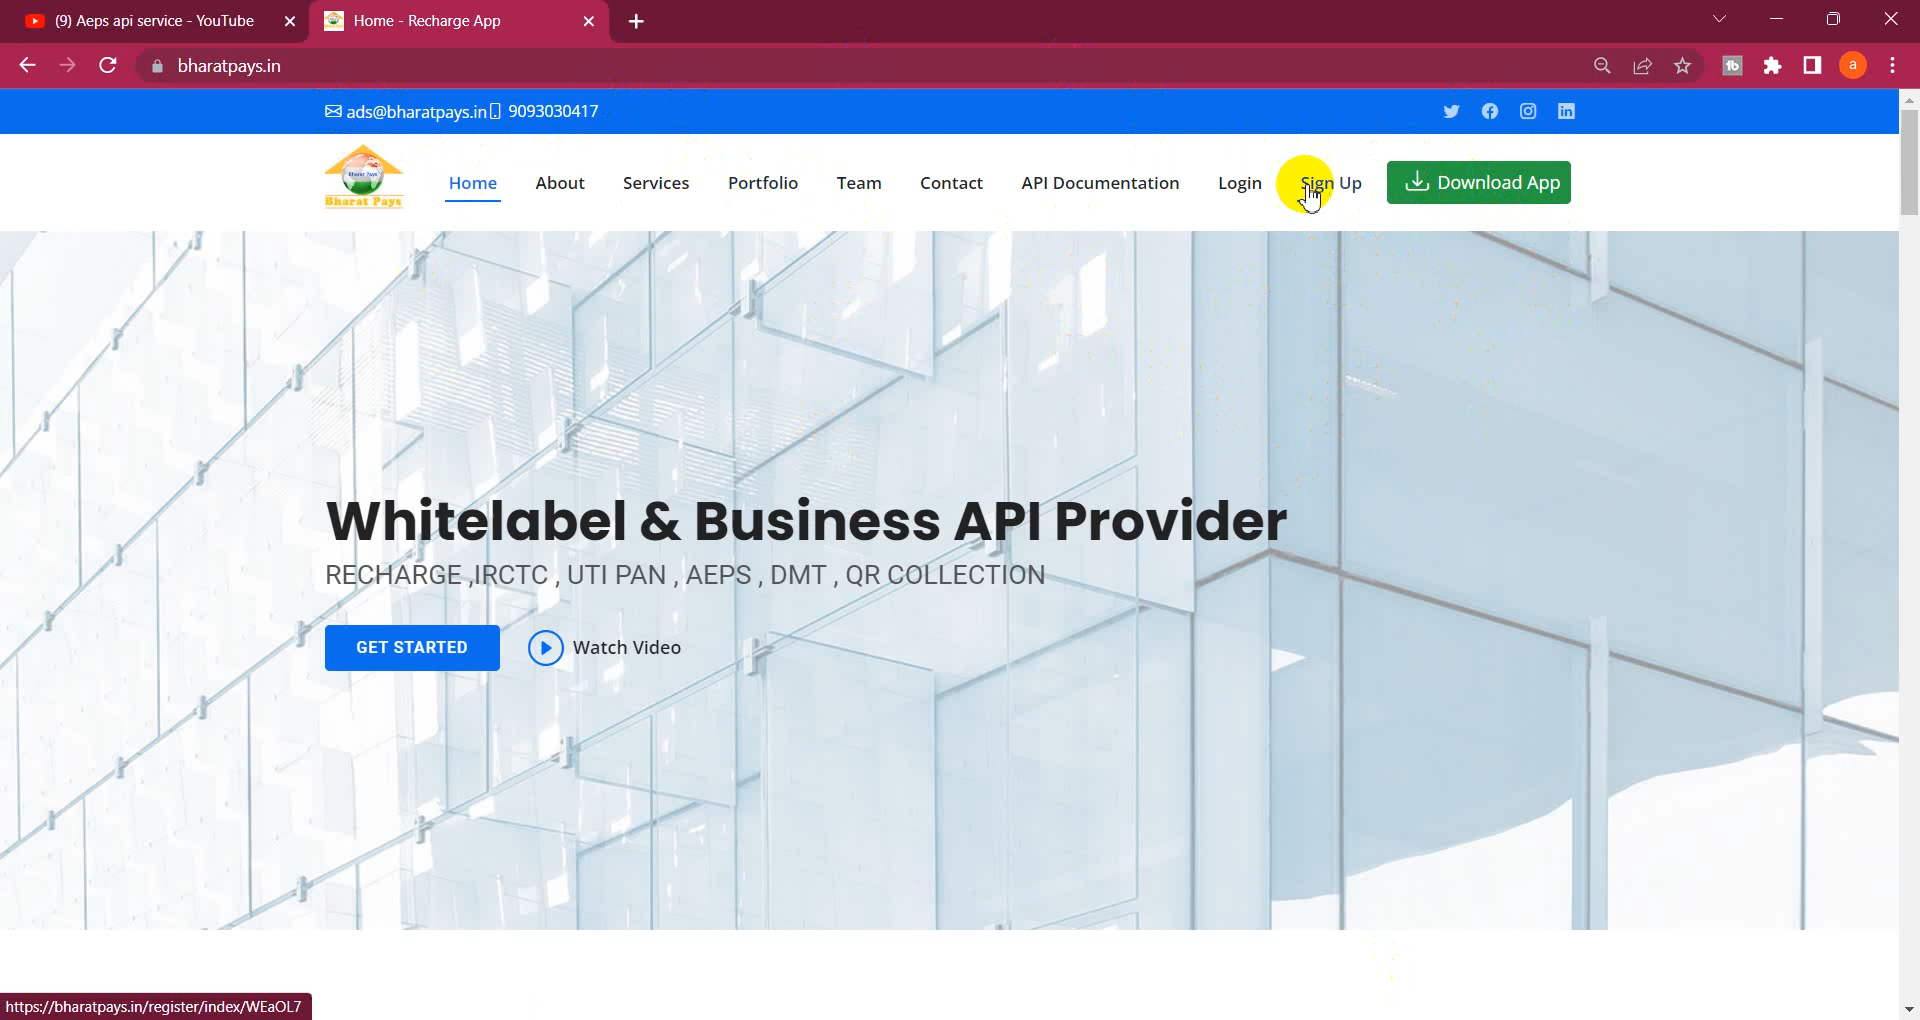 (9) Aeps api service - YouTube
Home - Recharge App
bharatpays.in
a
ads@bharatpays.in 9093030417
Bharat Pays
Bharat Pays
Home
About
Services
Portfolio
Team
Contact
API Documentation
Login
Sign Up
Download App
Whitelabel & Business API Provider
RECHARGE ,IRCTC , UTI PAN , AEPS , DMT , QR COLLECTION
GET STARTED
Watch Video
https://bharatpays.in/register/index/WEaOL7